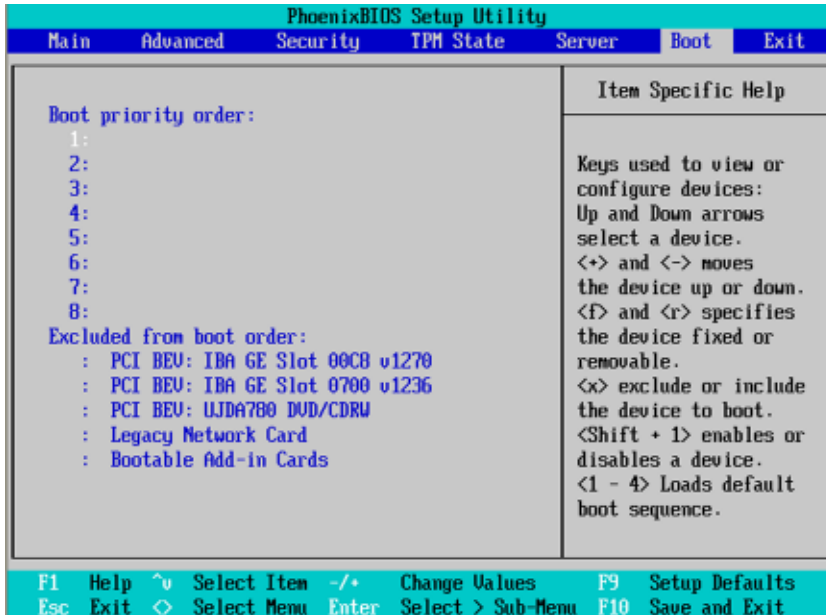 PhoenixBIOS Setup Utility
Main Advanced Security TPM State Server Boot Exit
Boot priority order:
1:
2:
3:
4:
5:
6:
7:
8:
Excluded from boot order:
: PCI BEV: IBA GE Slot 00C8 v1270
: PCI BEV: IBA GE Slot 0700 v1236
: PCI BEV: UJDA780 DVD/CDRW
: Legacy Network Card
: Bootable Add-in Cards
Item Specific Help
Keys used to view or
configure devices:
Up and Down arrows
select a device.
<+> and <-> moves
the device up or down.
<f> and <r> specifies
the device fixed or
removable.
<x> exclude or include
the device to boot.
<Shift + 1> enables or
disables a device.
<1 - 4> Loads default
boot sequence.
F1 Help ^v Select Item -/+ Change Values F9 Setup Defaults
Esc Exit <> Select Menu Enter Select > Sub-Menu F10 Save and Exit